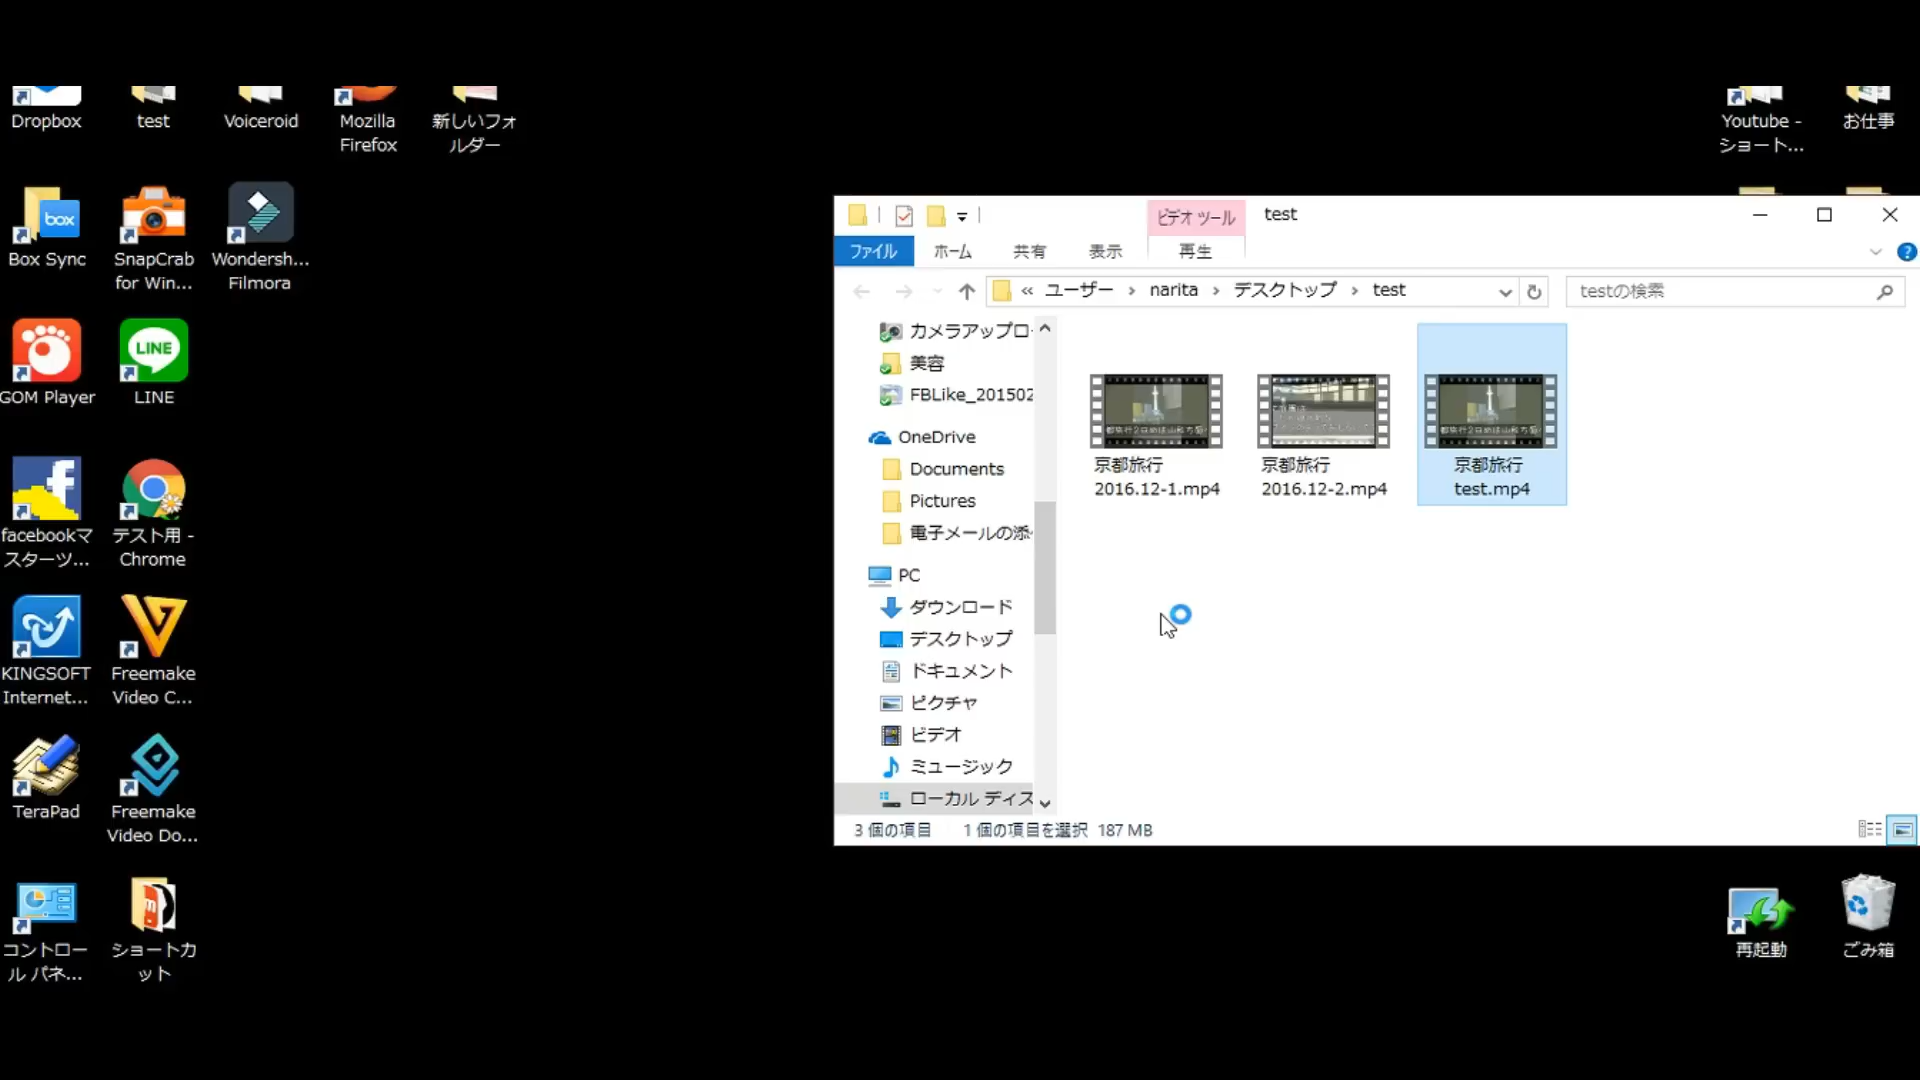 Dropbox
test
Voiceroid
Mozilla
Firefox
新しいフォ
ルダー
Youtube -
ショート...
お仕事
box
Box Sync
SnapCrab
for Win...
Wondersh...
Filmora
GOM Player
LINE
LINE
facebookマ
スターツ...
テスト用 -
Chrome
KINGSOFT
Internet...
Freemake
Video C...
TeraPad
Freemake
Video Do...
コントロー
ル パネ...
ショートカ
ット
ビデオ ツール
test
ファイル
ホーム
共有
表示
再生
« ユーザー › narita › デスクトップ › test
testの検索
カメラアップロ
美容
FBLike_201502
OneDrive
Documents
Pictures
電子メールの添
PC
ダウンロード
デスクトップ
ドキュメント
ピクチャ
ビデオ
ミュージック
ローカル ディス
京都旅行
2016.12-1.mp4
京都旅行
2016.12-2.mp4
京都旅行
test.mp4
3 個の項目
1 個の項目を選択 187 MB
再起動
ごみ箱